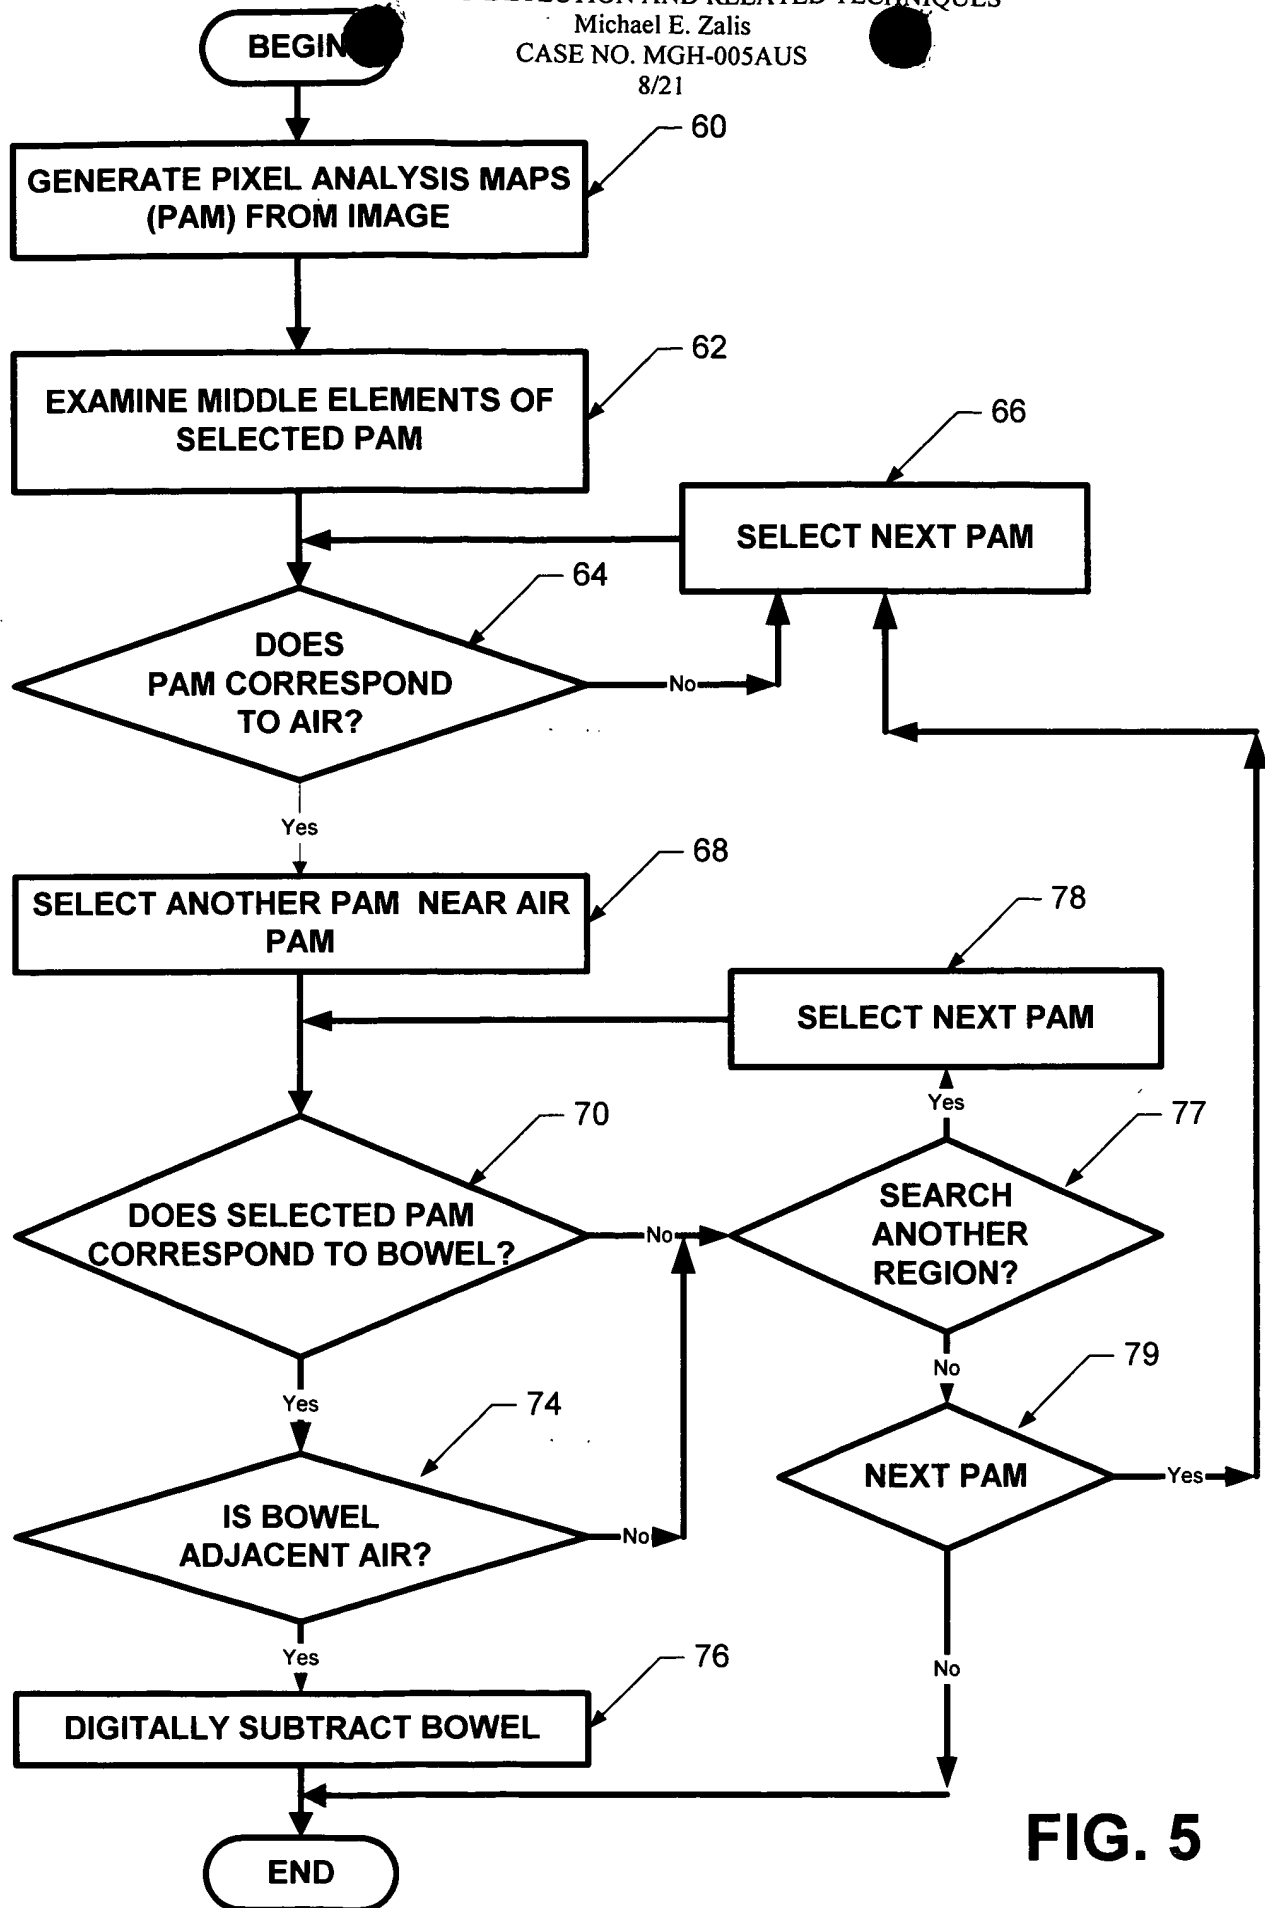 AND RELATED TECHNIQUES
Michael E. Zalis
CASE NO. MGH-005AUS
8/21
BEGIN
60
GENERATE PIXEL ANALYSIS MAPS
(PAM) FROM IMAGE
62
EXAMINE MIDDLE ELEMENTS OF
SELECTED PAM
66
SELECT NEXT PAM
64
DOES
PAM CORRESPOND
TO AIR?
No
Yes
68
SELECT ANOTHER PAM NEAR AIR
PAM
78
SELECT NEXT PAM
Yes
70
77
DOES SELECTED PAM
CORRESPOND TO BOWEL?
No
SEARCH
ANOTHER
REGION?
No
79
Yes
74
NEXT PAM
Yes
IS BOWEL
ADJACENT AIR?
No
Yes
No
76
DIGITALLY SUBTRACT BOWEL
END
FIG. 5